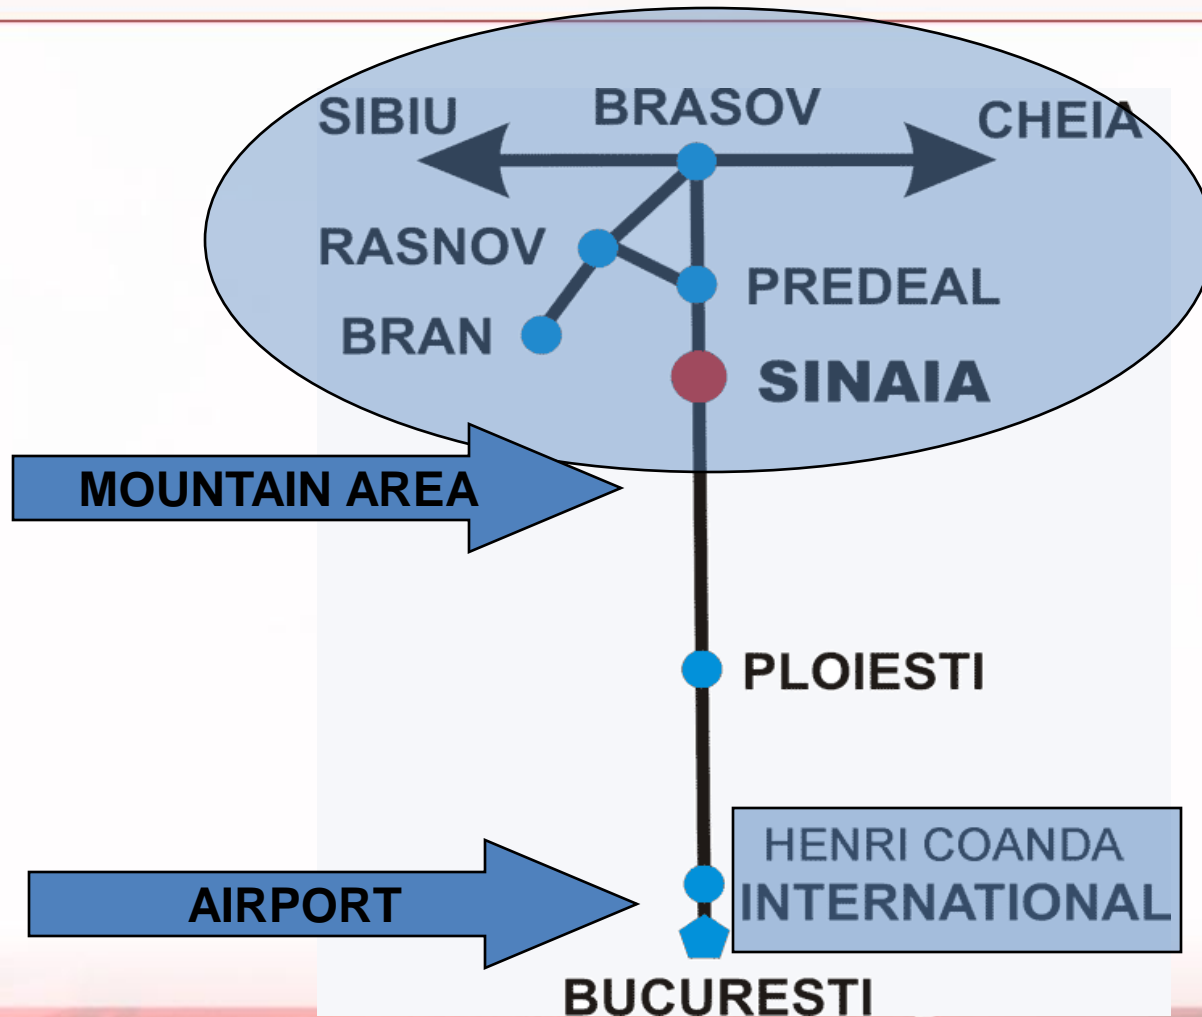 SIBIU
BRASOV
CHEIA
RASNOV
PREDEAL
BRAN
SINAIA
MOUNTAIN AREA
PLOIESTI
HENRI COANDA
INTERNATIONAL
AIRPORT
BUCURESTI